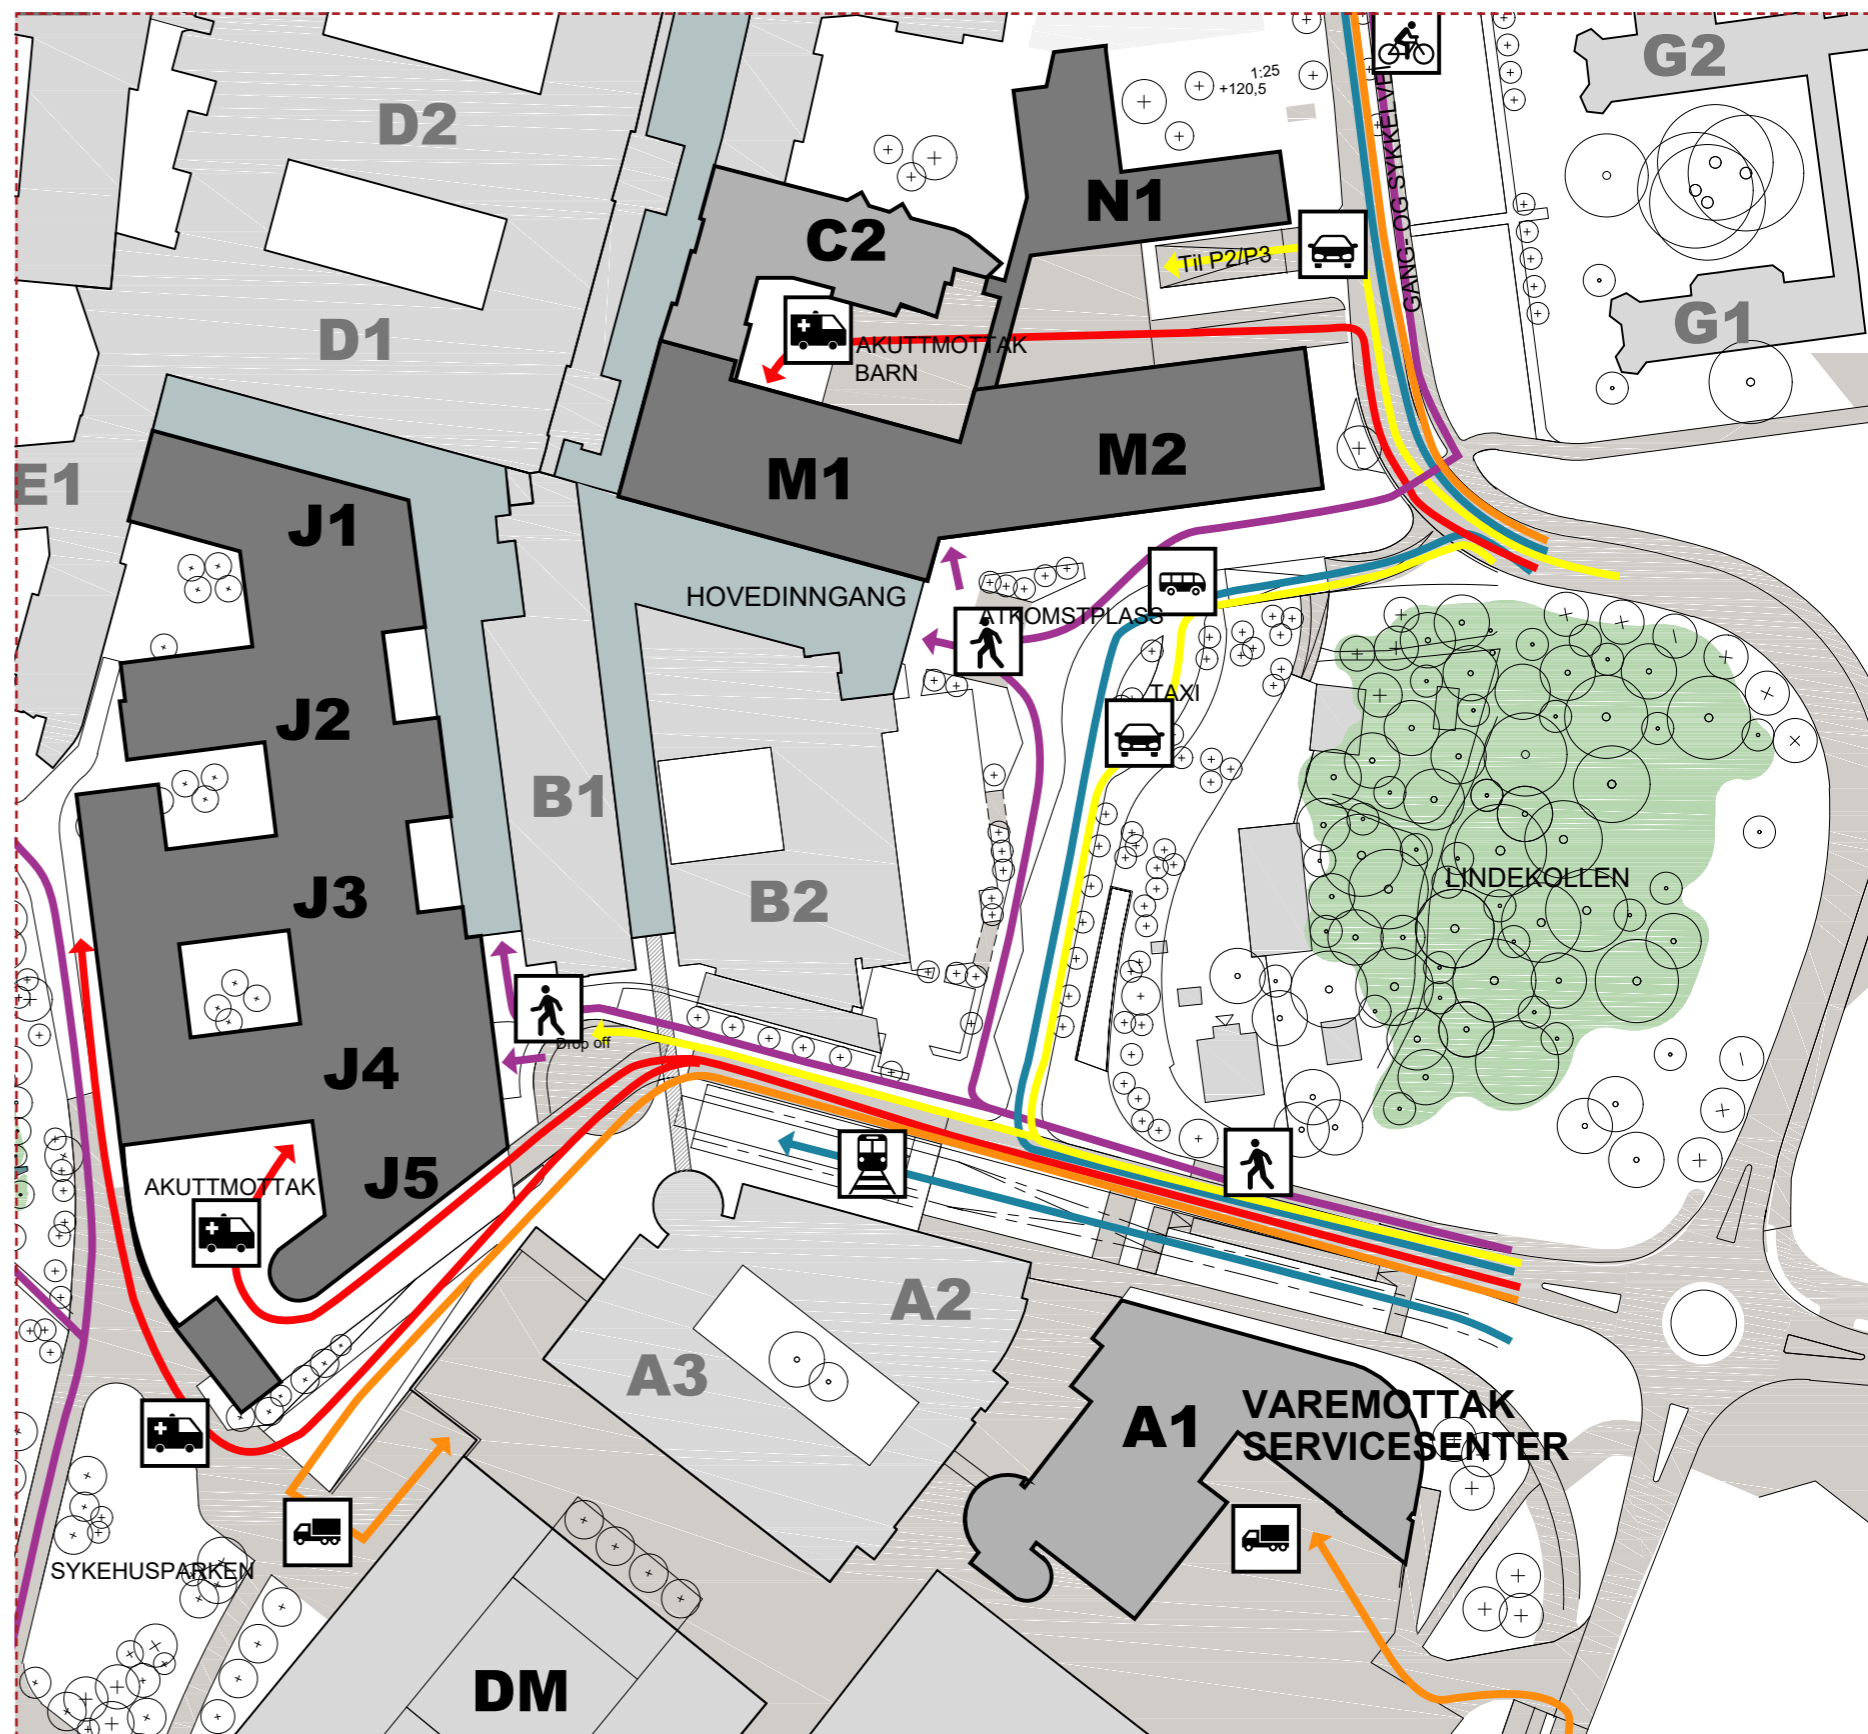 G2
1:25
+120,5
D2
GANG- OG SYKKELVEI
N1
C2
Til P2/P3
G1
D1
AKUTTMOTTAK
BARN
M2
M1
E1
J1
HOVEDINNGANG
ATKOMSTPLASS
TAXI
J2
B1
LINDEKOLLEN
J3
B2
Drop off
J4
J5
AKUTTMOTTAK
A2
A3
A1
VAREMOTTAK
SERVICESENTER
SYKEHUSPARKEN
DM